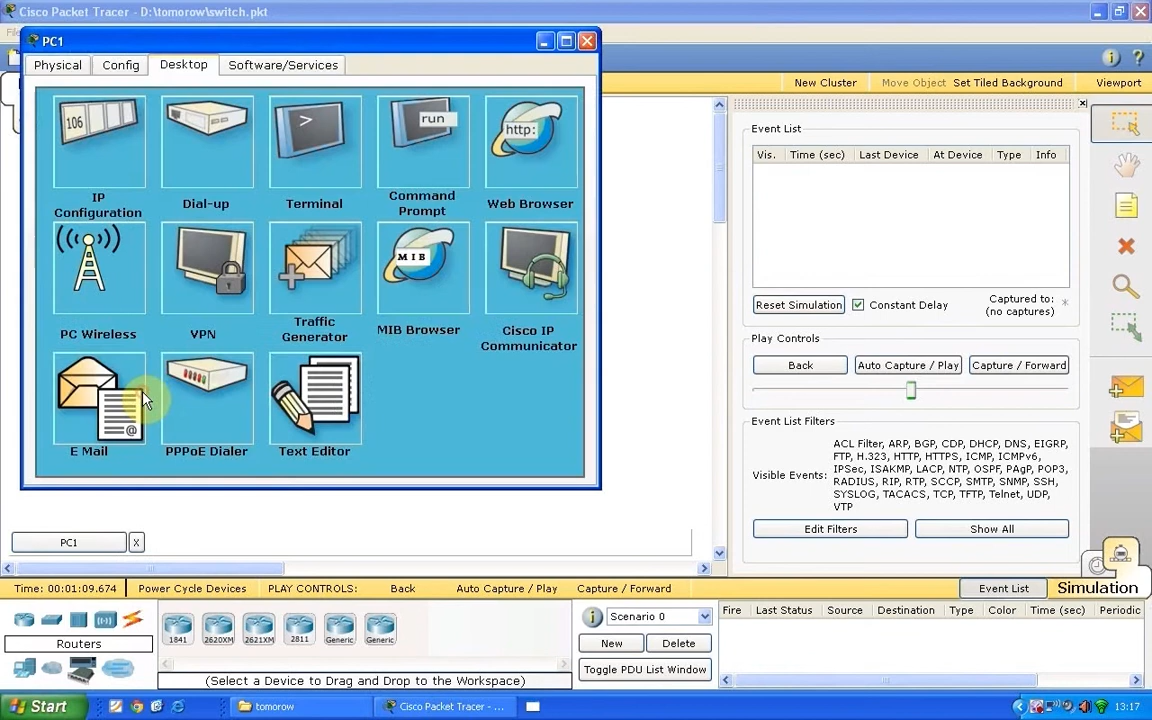 Cisco Packet Tracer - D:\tomorow\switch.pkt
PC1
Physical Config Desktop Software/Services
New Cluster Move Object Set Tiled Background Viewport
106
>
run
http:
IP Configuration
Dial-up
Terminal
Command Prompt
Web Browser
MIB
PC Wireless
VPN
Traffic Generator
MIB Browser
Cisco IP Communicator
@
E Mail
PPPoE Dialer
Text Editor
Event List
Vis. Time (sec) Last Device At Device Type Info
Reset Simulation Constant Delay Captured to: *
(no captures)
Play Controls
Back Auto Capture / Play Capture / Forward
Event List Filters
Visible Events:
ACL Filter, ARP, BGP, CDP, DHCP, DNS, EIGRP,
FTP, H.323, HTTP, HTTPS, ICMP, ICMPv6,
IPSec, ISAKMP, LACP, NTP, OSPF, PAgP, POP3,
RADIUS, RIP, RTP, SCCP, SMTP, SNMP, SSH,
SYSLOG, TACACS, TCP, TFTP, Telnet, UDP,
VTP
Edit Filters Show All
PC1 X
Time: 00:01:09.674 Power Cycle Devices PLAY CONTROLS: Back Auto Capture / Play Capture / Forward Event List Simulation
Routers
1841 2620XM 2621XM 2811 Generic Generic
(Select a Device to Drag and Drop to the Workspace)
Scenario 0
New Delete
Toggle PDU List Window
Fire Last Status Source Destination Type Color Time (sec) Periodic
Start tomorow Cisco Packet Tracer - ... 13:17